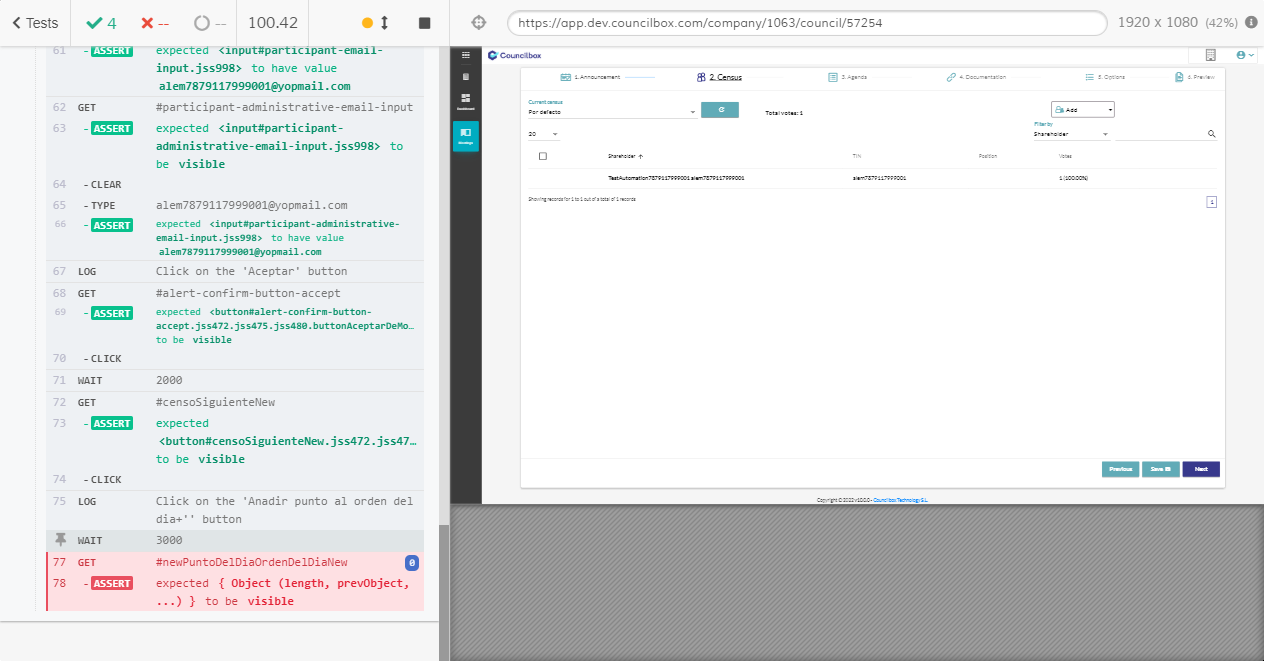 Tests
4
--
--
100.42
https://app.dev.councilbox.com/company/1063/council/57254
1920 x 1080 (42%)
61 -ASSERT expected <input#participant-email-
input.jss998> to have value
alem7879117999001@yopmail.com
62 GET #participant-administrative-email-input
63 -ASSERT expected <input#participant-
administrative-email-input.jss998> to
be visible
64 -CLEAR
65 -TYPE alem7879117999001@yopmail.com
66 -ASSERT expected <input#participant-administrative-
email-input.jss998> to have value
alem7879117999001@yopmail.com
67 LOG Click on the 'Aceptar' button
68 GET #alert-confirm-button-accept
69 -ASSERT expected <button#alert-confirm-button-
accept.jss472.jss475.jss480.buttonAceptarDeMo…
to be visible
70 -CLICK
71 WAIT 2000
72 GET #censoSiguienteNew
73 -ASSERT expected
<button#censoSiguienteNew.jss472.jss47…
to be visible
74 -CLICK
75 LOG Click on the 'Anadir punto al orden del
dia+'' button
WAIT 3000
77 GET #newPuntoDelDiaOrdenDelDiaNew 0
78 -ASSERT expected { Object (length, prevObject,
...) } to be visible
Councilbox
Dashboard
1. Announcement
2. Census
3. Agenda
4. Documentation
5. Options
6. Preview
Current census
Por defecto
Total votes: 1
Add
20
Filter by
Shareholder
Shareholder
TIN
Position
Votes
TestAutomation7879117999001 alem7879117999001
alem7879117999001
1 (100.00%)
Showing records for 1 to 1 out of a total of 1 records
1
Previous
Save
Next
Copyright © 2022 v10.0.0 - Councilbox Technology S.L.